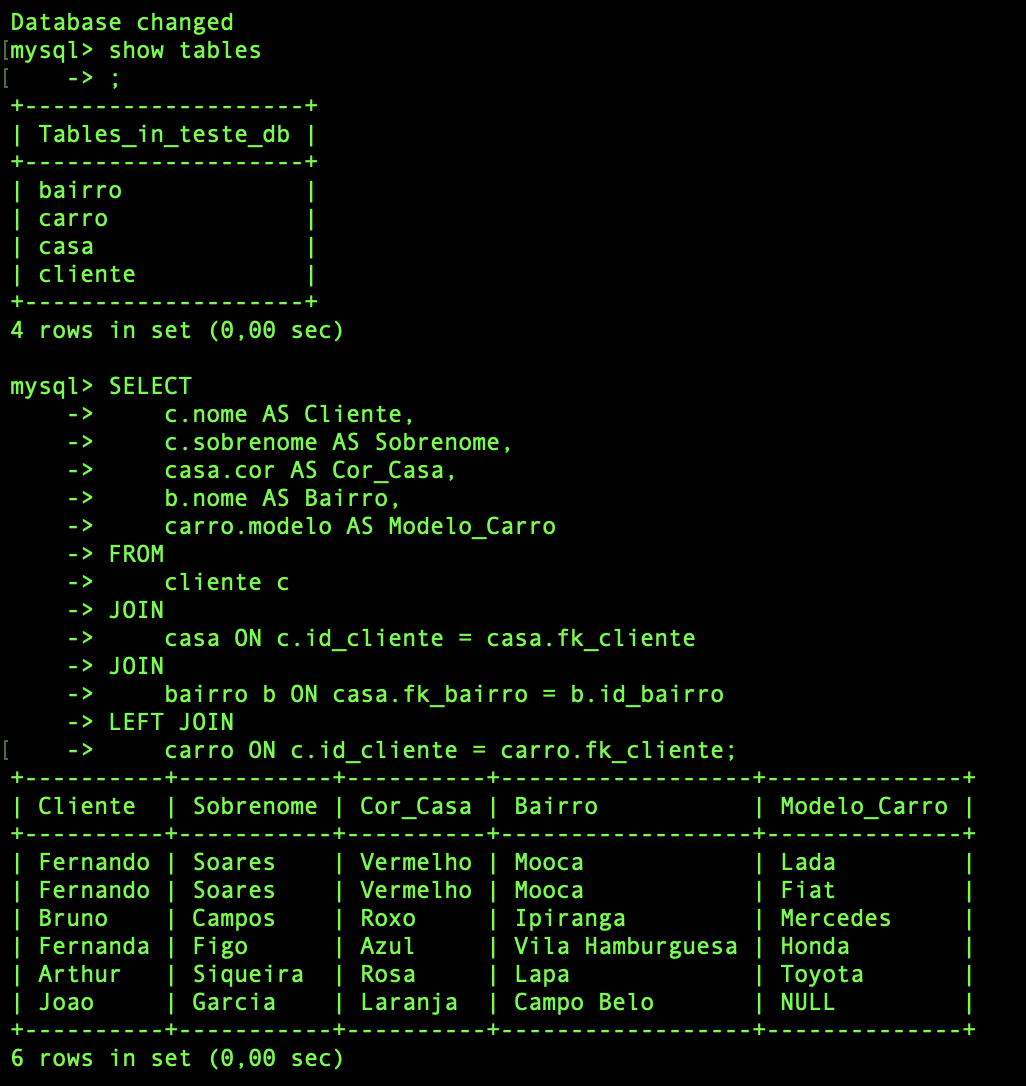 Database changed
[mysql> show tables
[    -> ;
+--------------------+
| Tables_in_teste_db |
+--------------------+
| bairro             |
| carro              |
| casa               |
| cliente            |
+--------------------+
4 rows in set (0,00 sec)

mysql> SELECT
    ->     c.nome AS Cliente,
    ->     c.sobrenome AS Sobrenome,
    ->     casa.cor AS Cor_Casa,
    ->     b.nome AS Bairro,
    ->     carro.modelo AS Modelo_Carro
    -> FROM
    ->     cliente c
    -> JOIN
    ->     casa ON c.id_cliente = casa.fk_cliente
    -> JOIN
    ->     bairro b ON casa.fk_bairro = b.id_bairro
    -> LEFT JOIN
[    ->     carro ON c.id_cliente = carro.fk_cliente;
+----------+-----------+----------+------------------+--------------+
| Cliente  | Sobrenome | Cor_Casa | Bairro           | Modelo_Carro |
+----------+-----------+----------+------------------+--------------+
| Fernando | Soares    | Vermelho | Mooca            | Lada         |
| Fernando | Soares    | Vermelho | Mooca            | Fiat         |
| Bruno    | Campos    | Roxo     | Ipiranga         | Mercedes     |
| Fernanda | Figo      | Azul     | Vila Hamburguesa | Honda        |
| Arthur   | Siqueira  | Rosa     | Lapa             | Toyota       |
| Joao     | Garcia    | Laranja  | Campo Belo       | NULL         |
+----------+-----------+----------+------------------+--------------+
6 rows in set (0,00 sec)